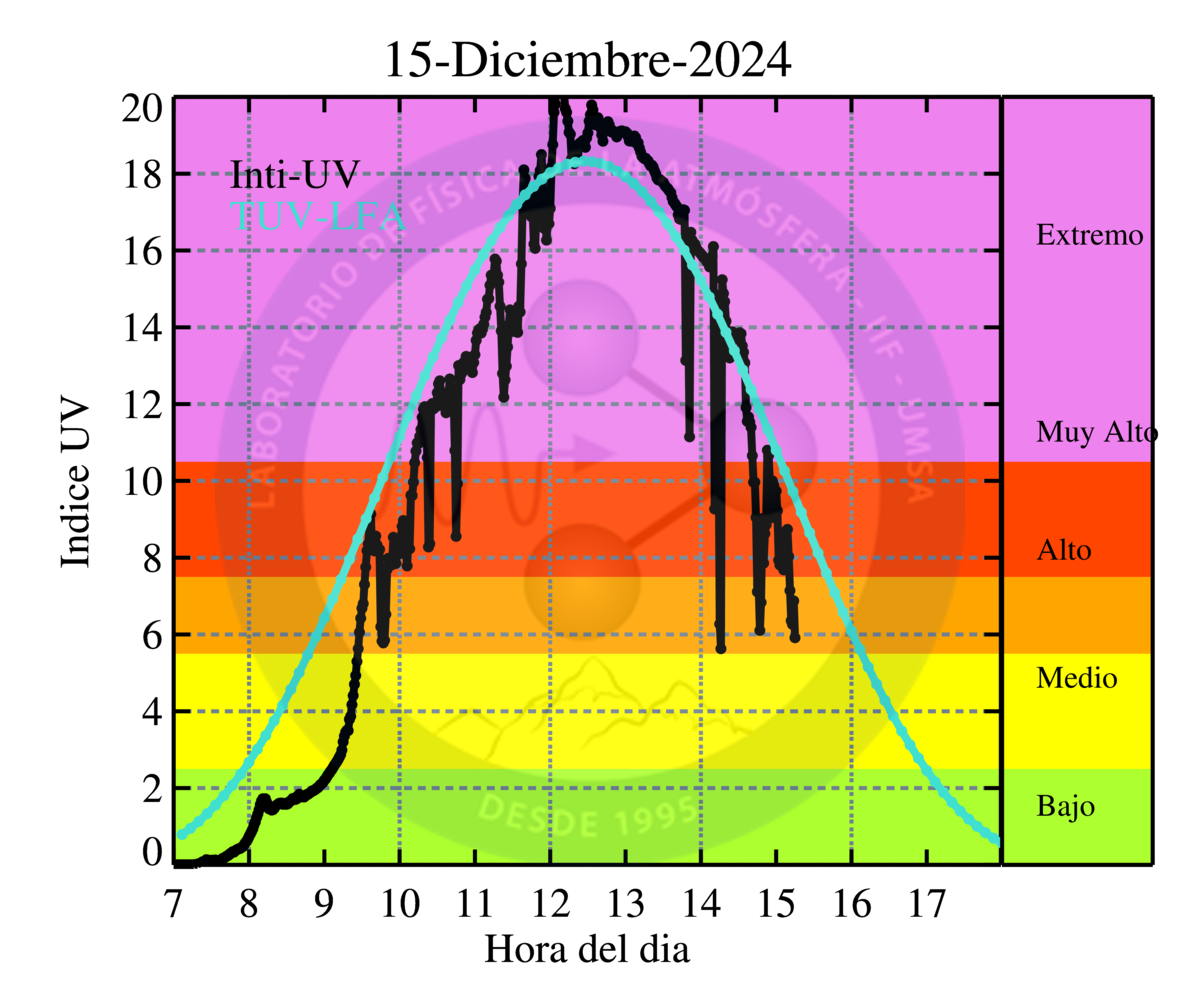 15-Diciembre-2024
20
18
16
14
12
10
8
6
4
2
0
Indice UV
Inti-UV
TUV-LFA
LABORATORIO DE FÍSICA DE LA ATMÓSFERA - IIF - UMSA
DESDE 1995
Extremo
Muy Alto
Alto
Medio
Bajo
7 8 9 10 11 12 13 14 15 16 17
Hora del dia